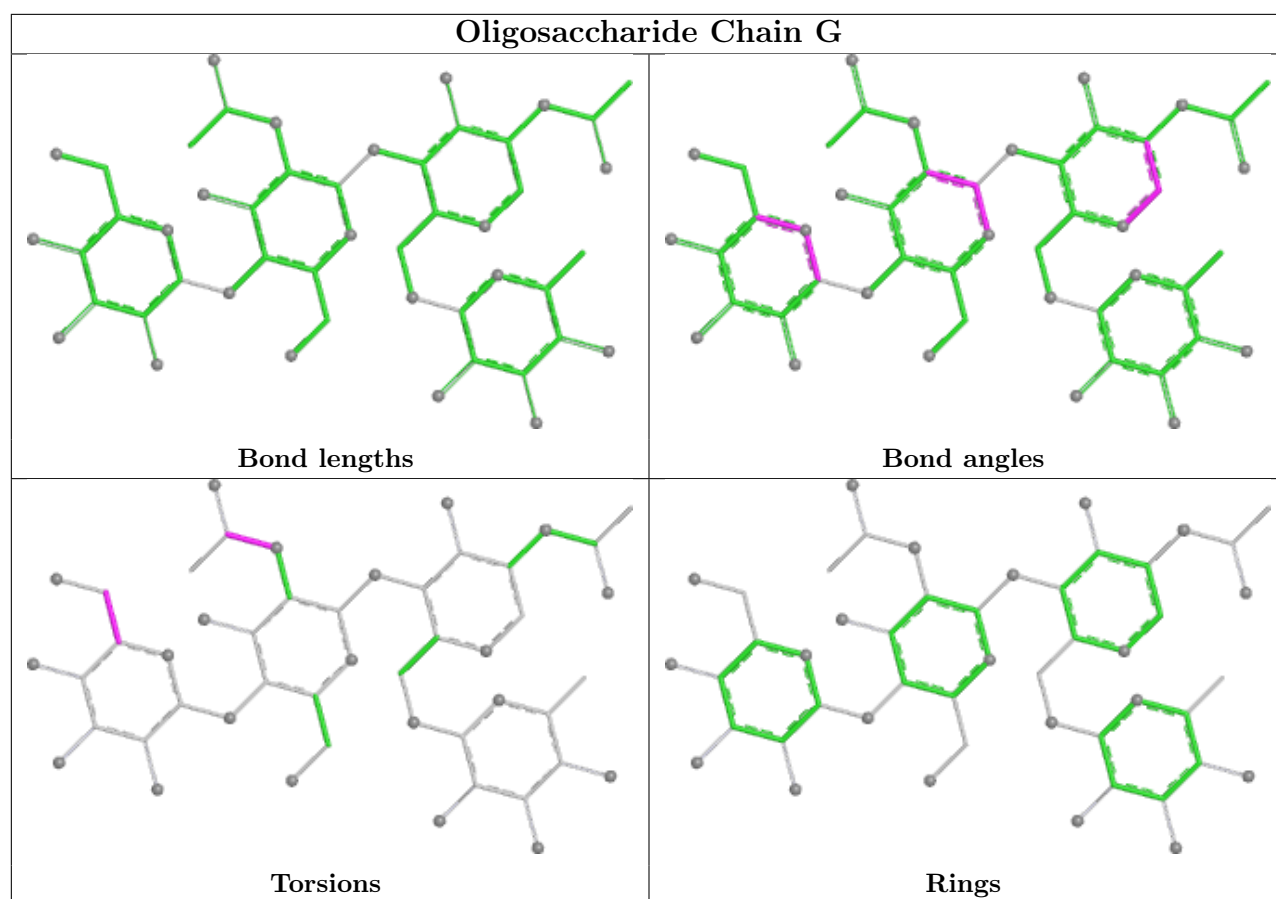 Oligosaccharide Chain G
Bond lengths
Bond angles
Torsions
Rings